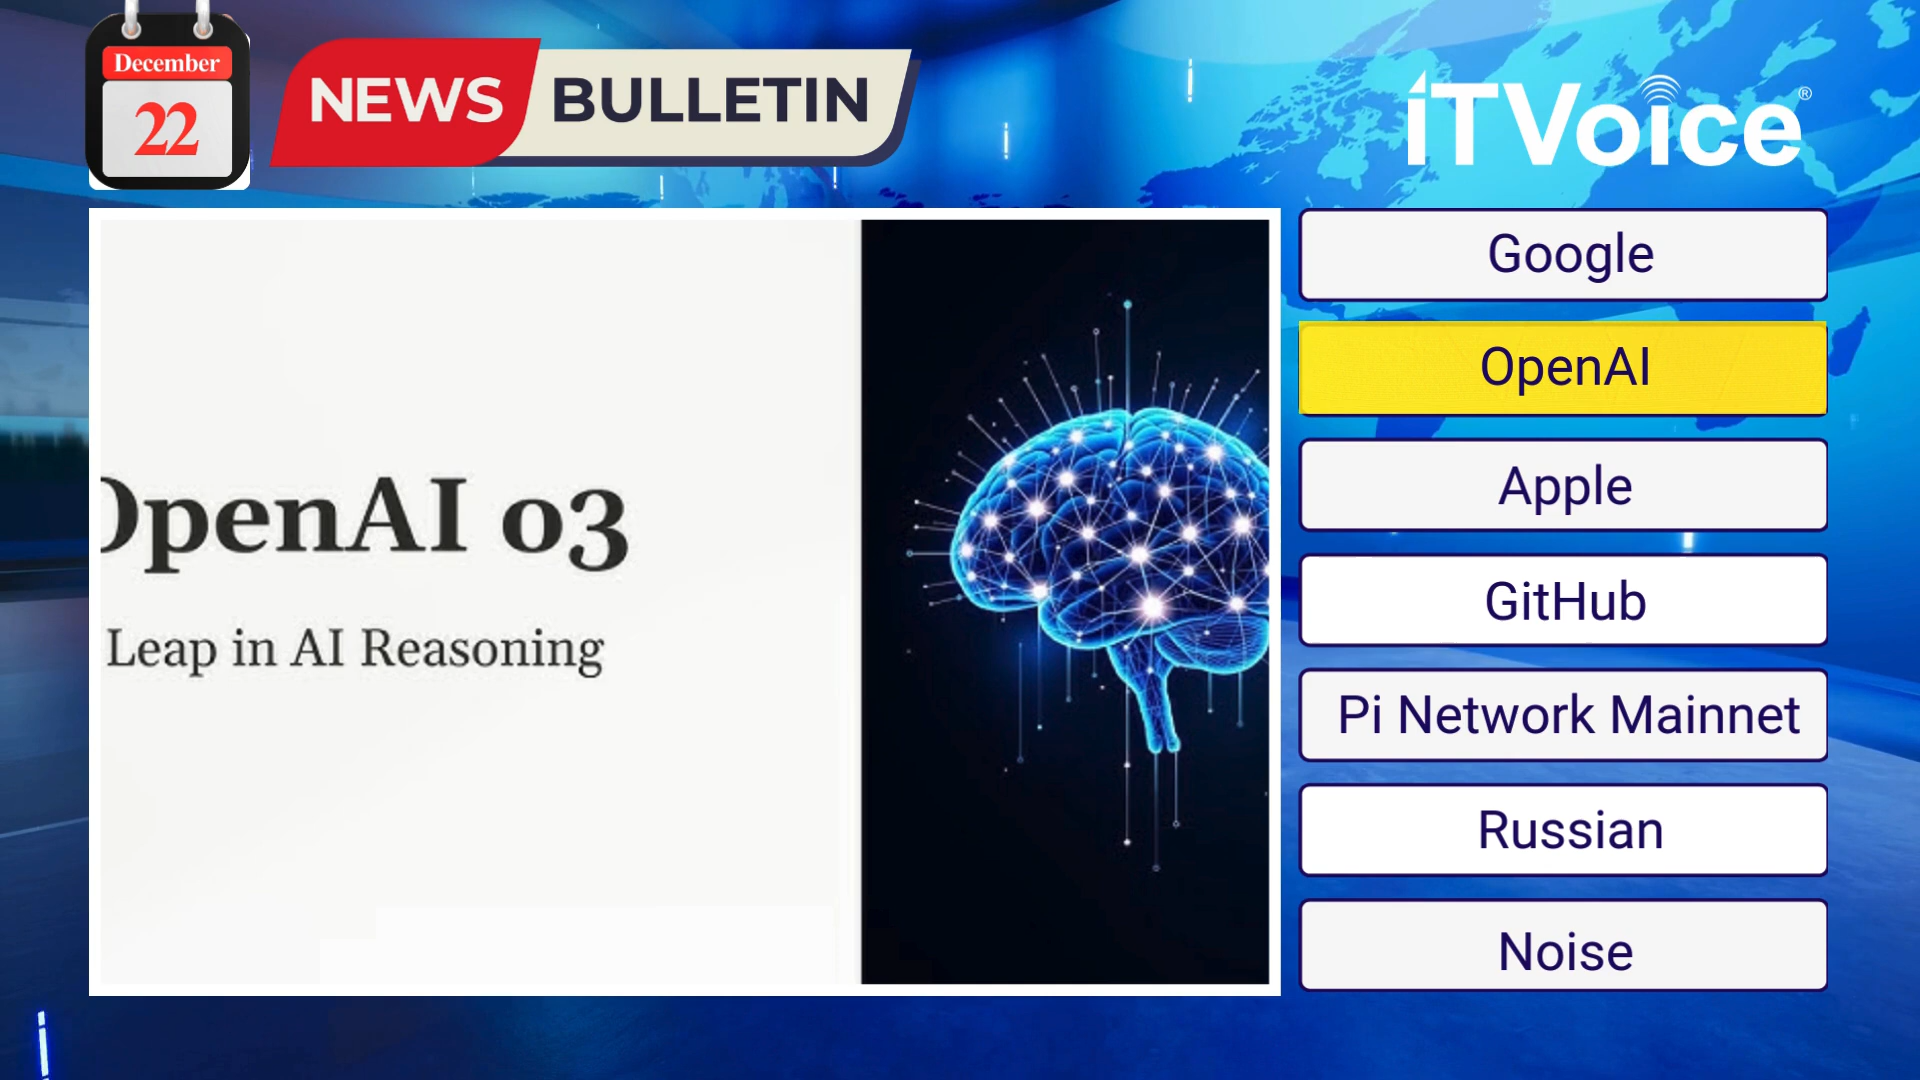 December
22
NEWS BULLETIN
iTVoice®
OpenAI o3
Leap in AI Reasoning
Google
OpenAI
Apple
GitHub
Pi Network Mainnet
Russian
Noise